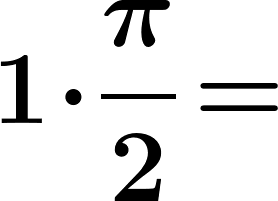 1 · π/2 =